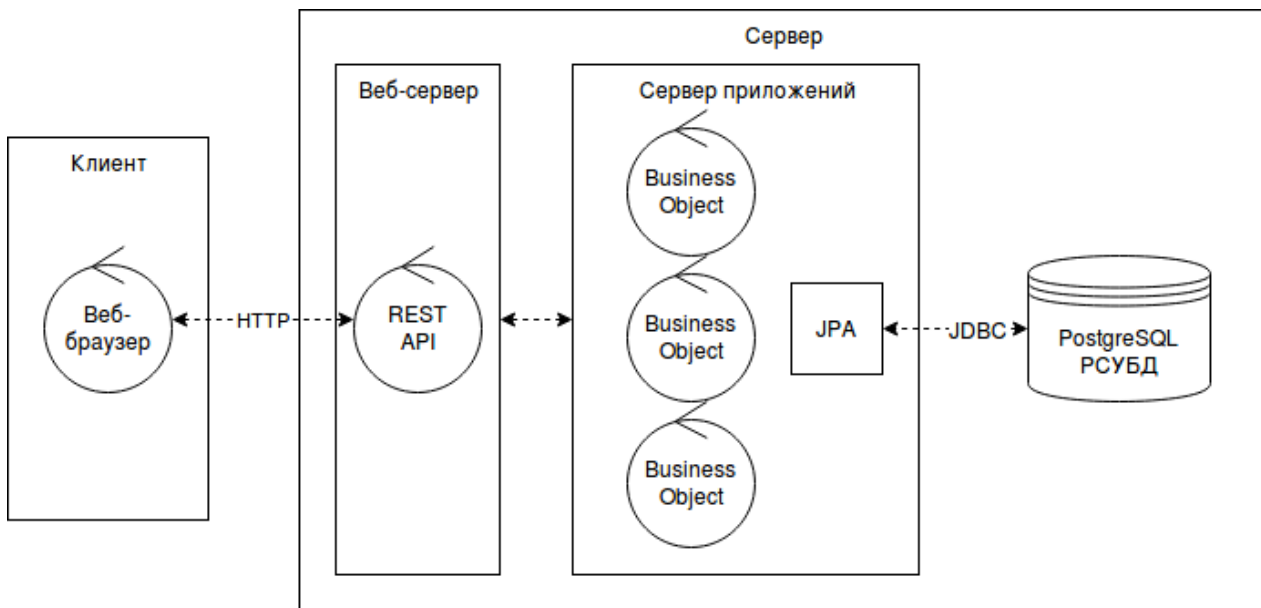 Сервер
Веб-сервер
Сервер приложений
Клиент
Business
Object
Веб-
браузер
HTTP
REST
API
Business
Object
JPA
JDBC
PostgreSQL
РСУБД
Business
Object